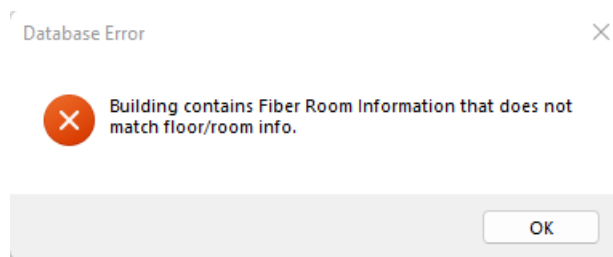 Database Error
Building contains Fiber Room Information that does not
match floor/room info.
OK